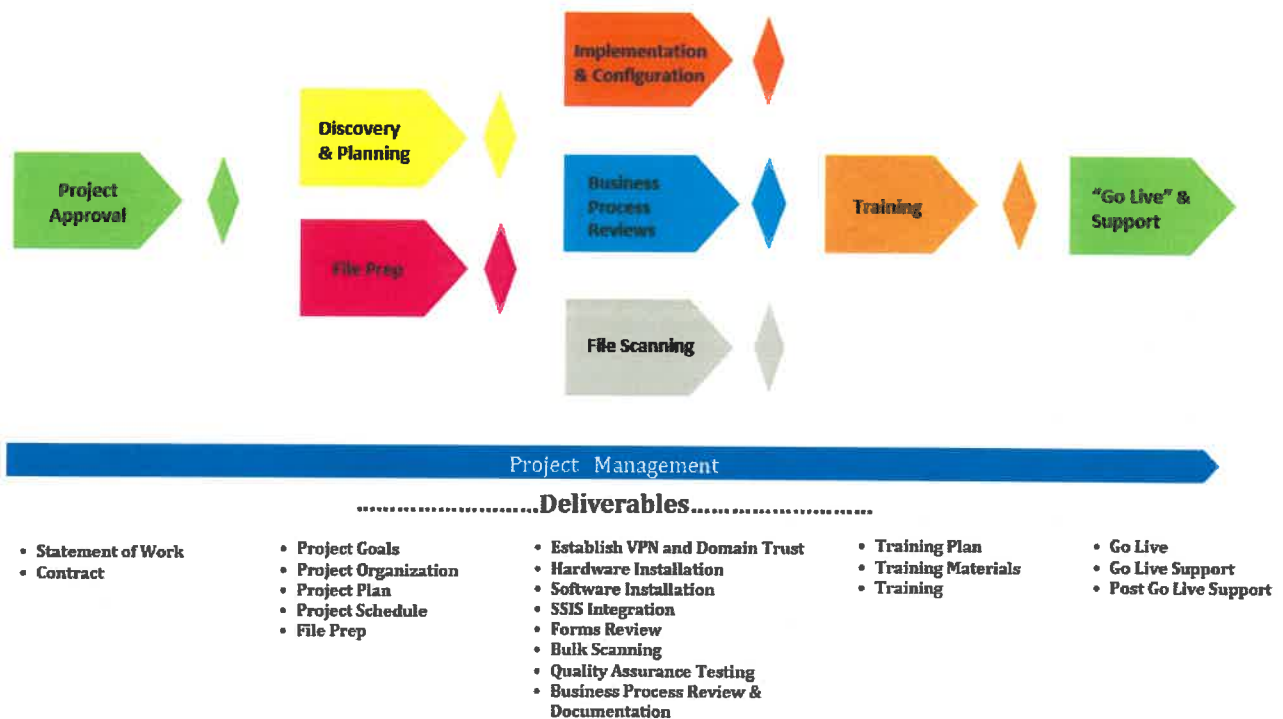 Project
Approval
Discovery
& Planning
File Prep
Implementation
& Configuration
Business
Process
Reviews
File Scanning
Training
“Go Live” &
Support
Project Management
........................Deliverables........................
• Statement of Work
• Contract
• Project Goals
• Project Organization
• Project Plan
• Project Schedule
• File Prep
• Establish VPN and Domain Trust
• Hardware Installation
• Software Installation
• SSIS Integration
• Forms Review
• Bulk Scanning
• Quality Assurance Testing
• Business Process Review &
Documentation
• Training Plan
• Training Materials
• Training
• Go Live
• Go Live Support
• Post Go Live Support